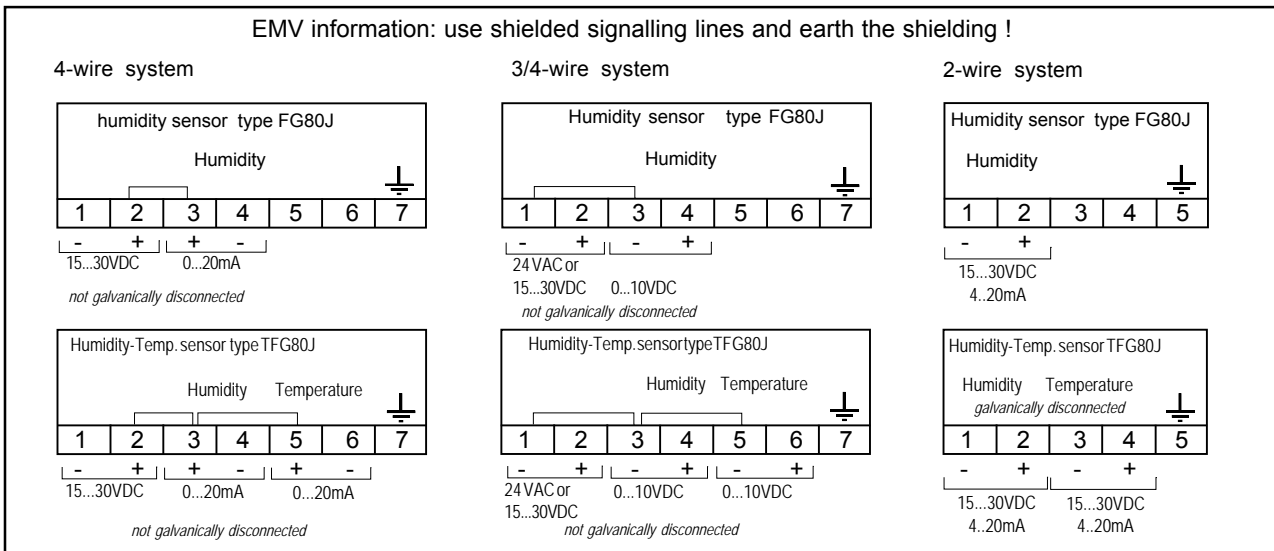 EMV information: use shielded signalling lines and earth the shielding !
4-wire system
humidity sensor type FG80J
Humidity
1 2 3 4 5 6 7
- + + -
15...30VDC 0...20mA
not galvanically disconnected
Humidity-Temp. sensor type TFG80J
Humidity Temperature
1 2 3 4 5 6 7
- + + - + -
15...30VDC 0...20mA 0...20mA
not galvanically disconnected
3/4-wire system
Humidity sensor type FG80J
Humidity
1 2 3 4 5 6 7
- + - +
24 VAC or
15...30VDC 0...10VDC
not galvanically disconnected
Humidity-Temp. sensor type TFG80J
Humidity Temperature
1 2 3 4 5 6 7
- + - + - +
24 VAC or 0...10VDC 0...10VDC
15...30VDC
not galvanically disconnected
2-wire system
Humidity sensor type FG80J
Humidity
1 2 3 4 5
- +
15...30VDC
4..20mA
Humidity-Temp. sensor TFG80J
Humidity Temperature
galvanically disconnected
1 2 3 4 5
- + - +
15...30VDC 15...30VDC
4..20mA 4..20mA